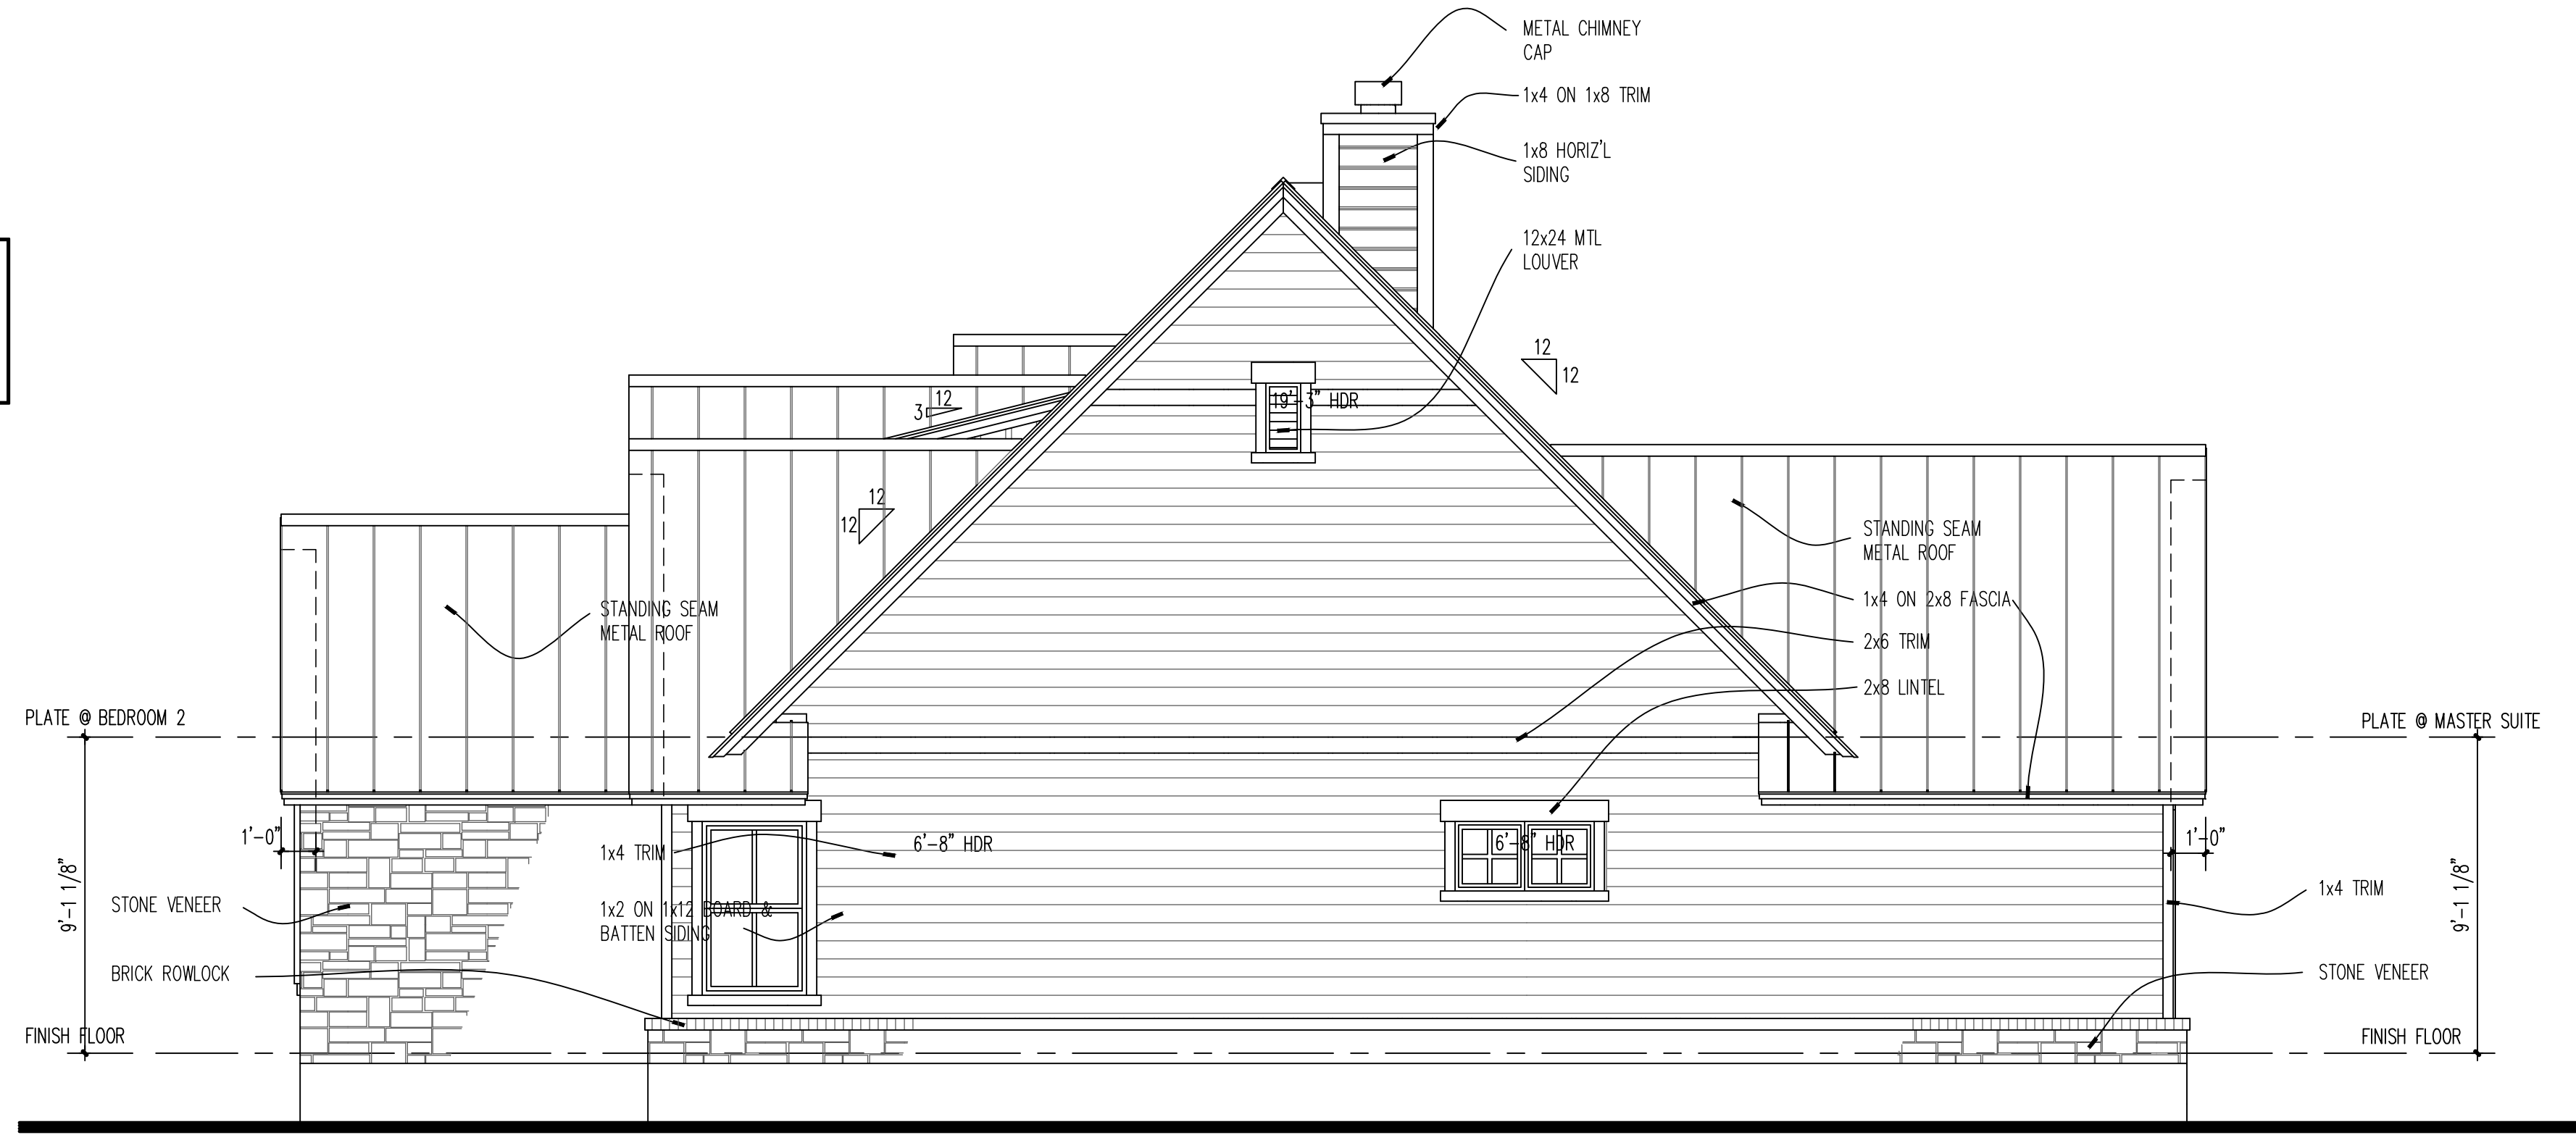 METAL CHIMNEY
CAP
1x4 ON 1x8 TRIM
1x8 HORIZ'L
SIDING
12x24 MTL
LOUVER
12
12
19'-3" HDR
12
3
12
12
STANDING SEAM
METAL ROOF
1x4 ON 2x8 FASCIA
2x6 TRIM
2x8 LINTEL
STANDING SEAM
METAL ROOF
PLATE @ BEDROOM 2
PLATE @ MASTER SUITE
1'-0"
1x4 TRIM
6'-8" HDR
6'-8" HDR
1'-0"
9'-1 1/8"
9'-1 1/8"
STONE VENEER
1x2 ON 1x12 BOARD &
BATTEN SIDING
1x4 TRIM
BRICK ROWLOCK
STONE VENEER
FINISH FLOOR
FINISH FLOOR